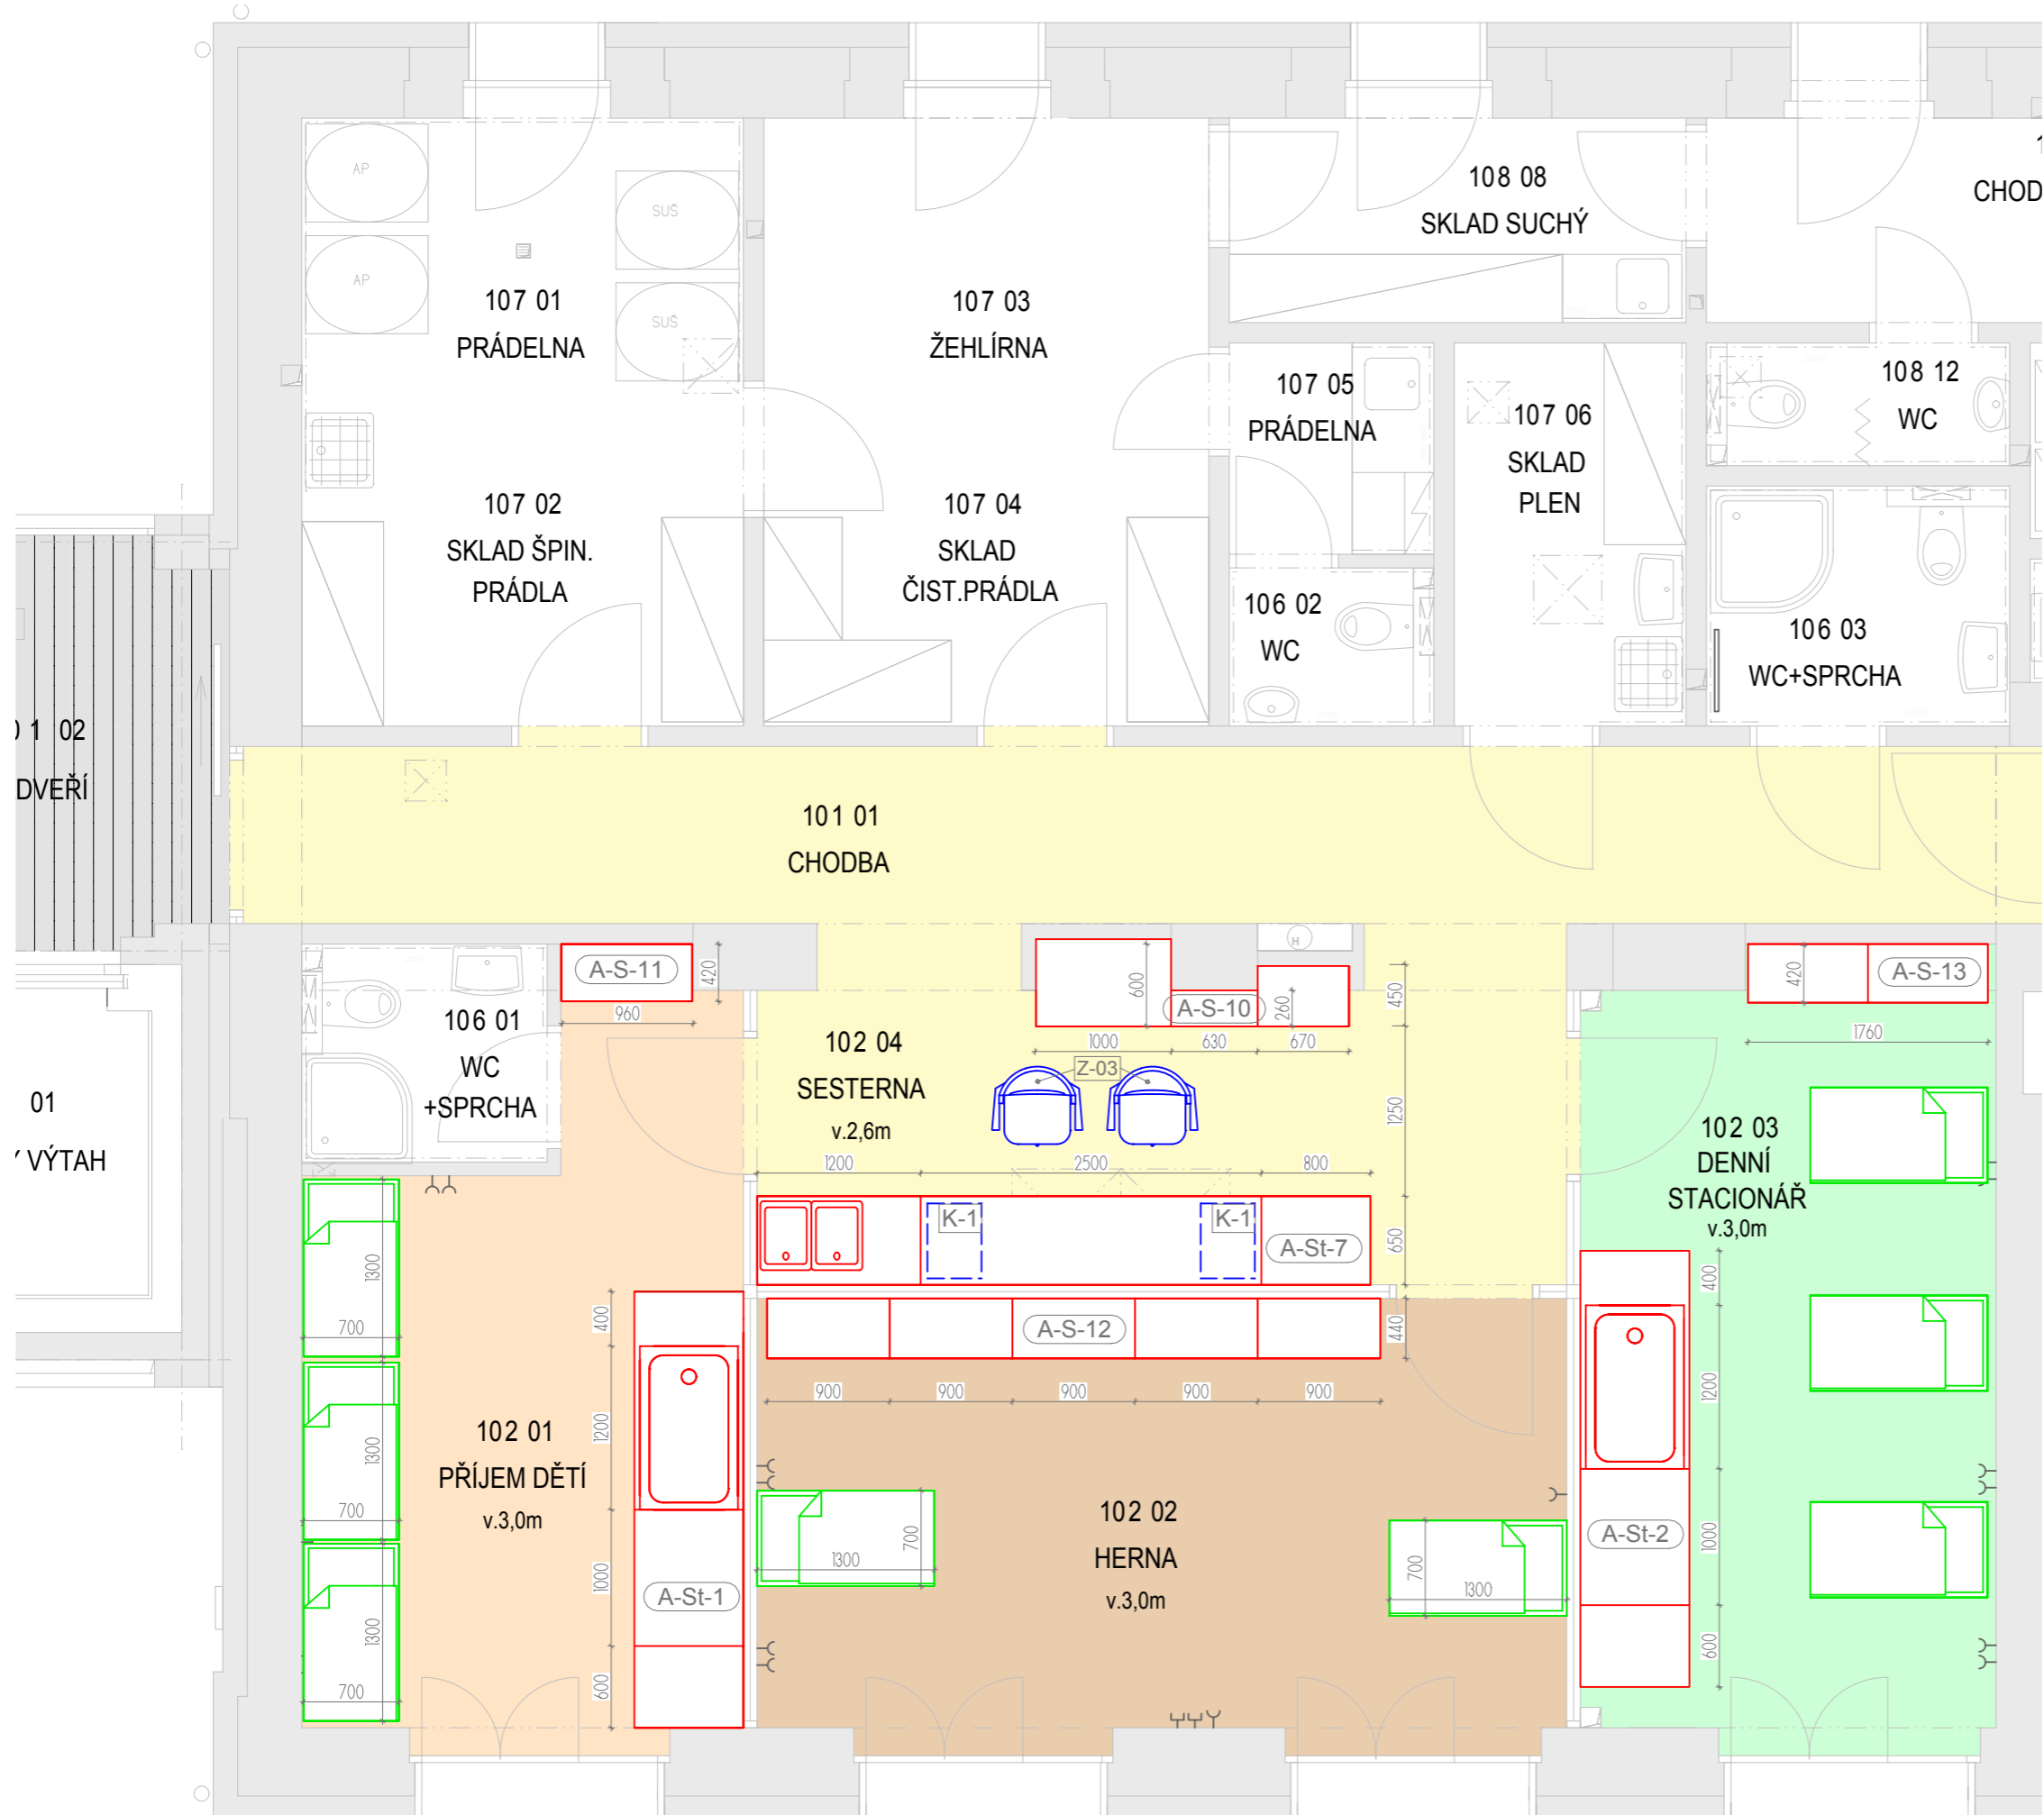 AP
SUŠ
AP
SUŠ
107 01
PRÁDELNA
107 02
SKLAD ŠPIN.
PRÁDLA
107 03
ŽEHLÍRNA
107 04
SKLAD
ČIST.PRÁDLA
108 08
SKLAD SUCHÝ
CHOD
107 05
PRÁDELNA
107 06
SKLAD
PLEN
108 12
WC
106 02
WC
106 03
WC+SPRCHA
01 02
DVEŘÍ
101 01
CHODBA
H
A-S-11
420
960
106 01
WC
+SPRCHA
01
VÝTAH
102 04
SESTERNA
v.2,6m
600
A-S-10
260
450
1000
630
670
Z-03
1250
1200
2500
800
K-1
K-1
A-St-7
650
A-S-13
420
1760
102 03
DENNÍ
STACIONÁŘ
v.3,0m
400
1200
1000
A-St-2
600
1300
700
1300
700
1300
700
102 01
PŘÍJEM DĚTÍ
v.3,0m
400
1200
1000
A-St-1
600
A-S-12
440
900
900
900
900
900
102 02
HERNA
v.3,0m
700
1300
700
1300